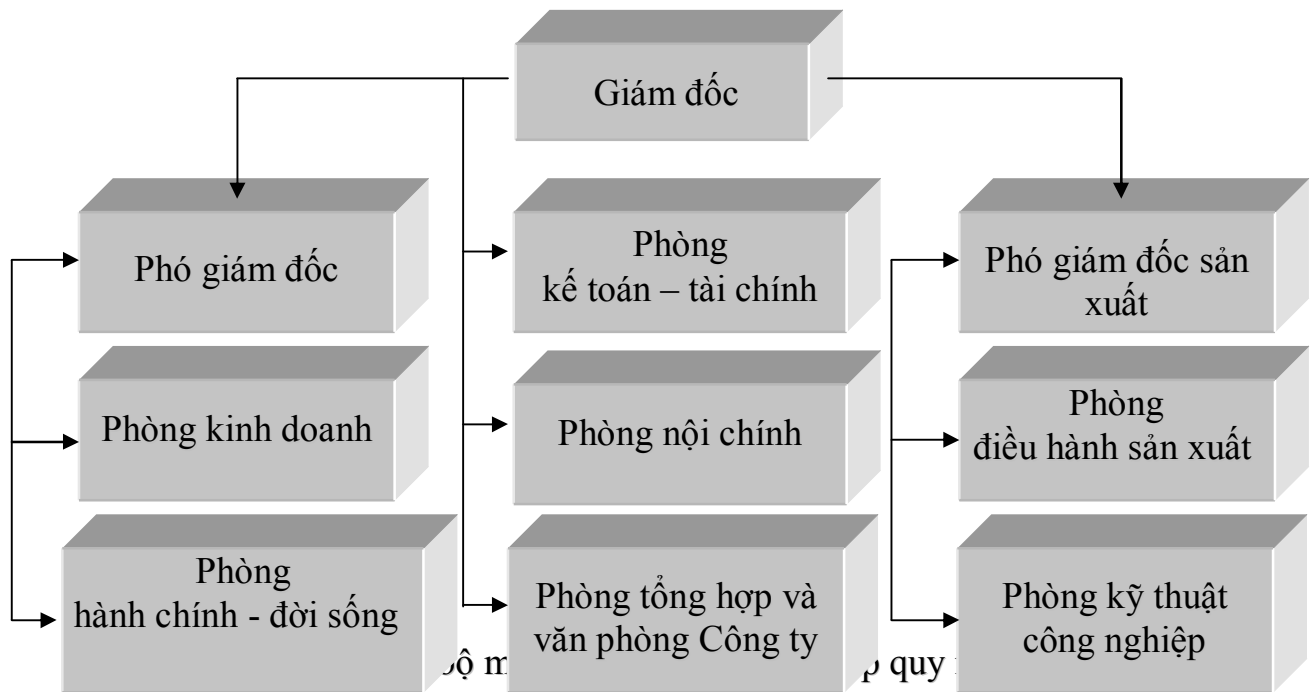 Giám đốc
Phó giám đốc
Phòng
kế toán – tài chính
Phó giám đốc sản
xuất
Phòng kinh doanh
Phòng nội chính
Phòng
điều hành sản xuất
Phòng
hành chính - đời sống
Phòng tổng hợp và
văn phòng Công ty
Phòng kỹ thuật
công nghiệp
quy